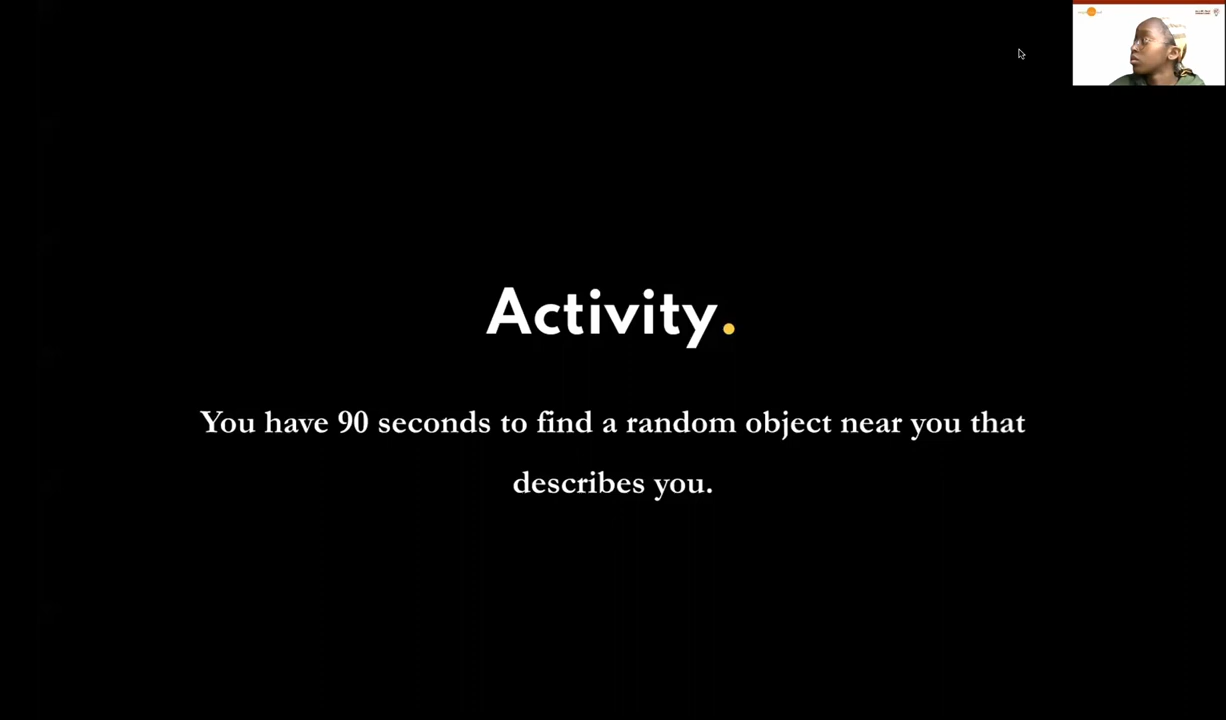 Activity.
You have 90 seconds to find a random object near you that
describes you.